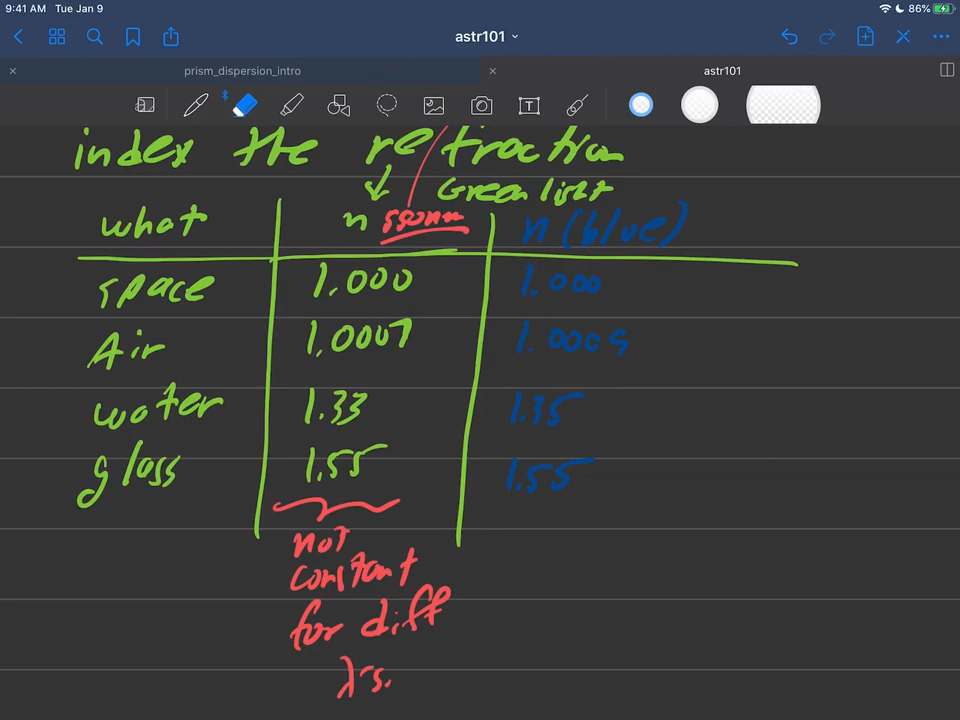 9:41 AM Tue Jan 9
86%
astr101
prism_dispersion_intro
astr101
T
index the refraction
Green light
what n 550nm n (blue)
space 1.000 1.000
Air 1.0007 1.0009
water 1.33 1.35
glass 1.55 1.55
not
constant
for diff
λ's.